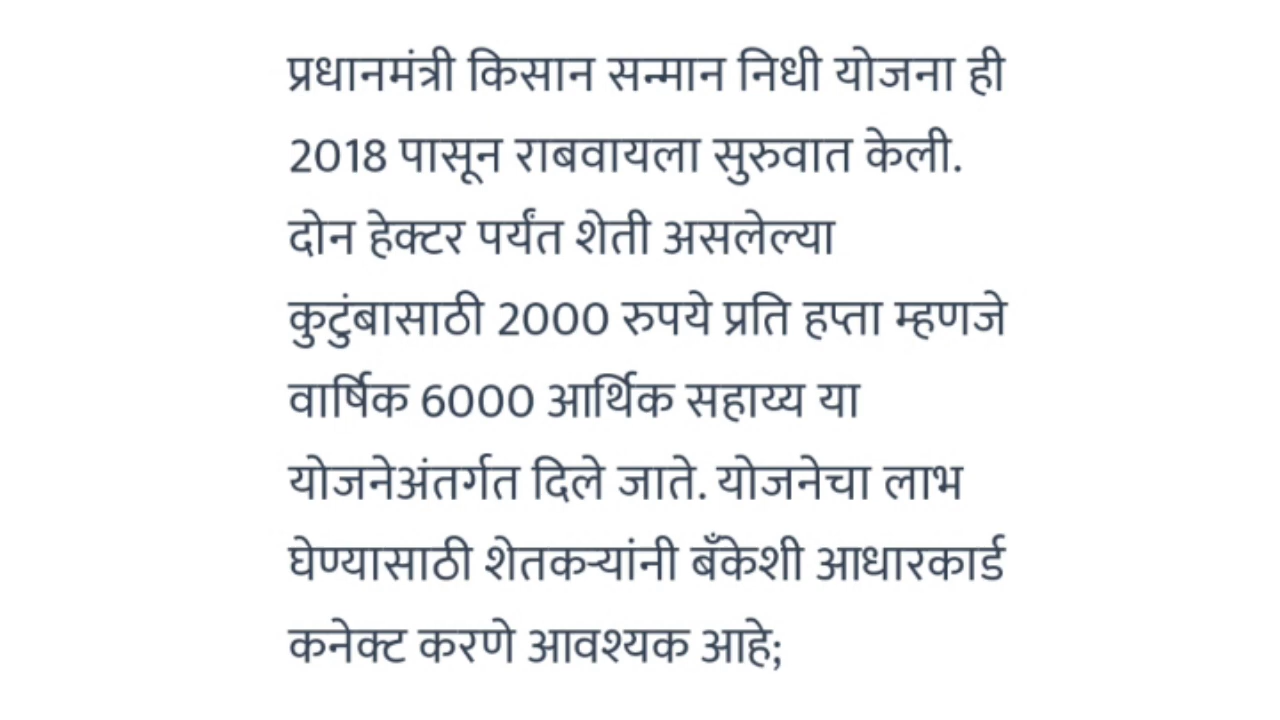 प्रधानमंत्री किसान सन्मान निधी योजना ही
2018 पासून राबवायला सुरुवात केली.
दोन हेक्टर पर्यंत शेती असलेल्या
कुटुंबासाठी 2000 रुपये प्रति हप्ता म्हणजे
वार्षिक 6000 आर्थिक सहाय्य या
योजनेअंतर्गत दिले जाते. योजनेचा लाभ
घेण्यासाठी शेतकऱ्यांनी बँकेशी आधारकार्ड
कनेक्ट करणे आवश्यक आहे;